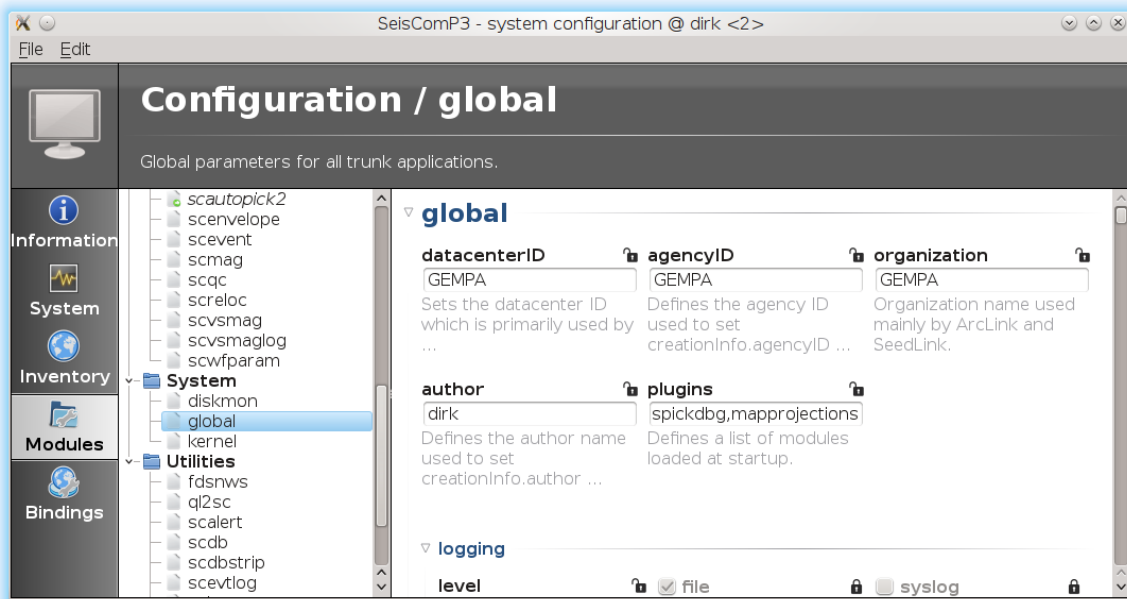 SeisComP3 - system configuration @ dirk <2>
File Edit
Configuration / global
Global parameters for all trunk applications.
Information
System
Inventory
Modules
Bindings
scautopick2
scenvelope
scevent
scmag
scqc
screloc
scvsmag
scvsmaglog
scwfparam
System
diskmon
global
kernel
Utilities
fdsnws
ql2sc
scalert
scdb
scdbstrip
scevtlog
global
datacenterID
GEMPA
Sets the datacenter ID
which is primarily used by
...
agencyID
GEMPA
Defines the agency ID
used to set
creationInfo.agencyID ...
organization
GEMPA
Organization name used
mainly by ArcLink and
SeedLink.
author
dirk
Defines the author name
used to set
creationInfo.author ...
plugins
spickdbg,mapprojections
Defines a list of modules
loaded at startup.
logging
level
file
syslog